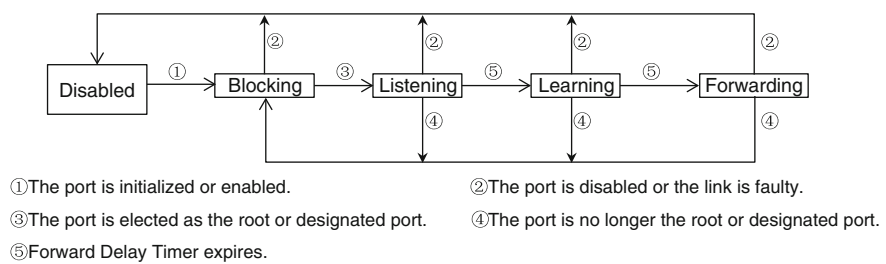 ② ② ② ②
Disabled ① Blocking ③ Listening ⑤ Learning ⑤ Forwarding
④ ④ ④
①The port is initialized or enabled. ②The port is disabled or the link is faulty.
③The port is elected as the root or designated port. ④The port is no longer the root or designated port.
⑤Forward Delay Timer expires.